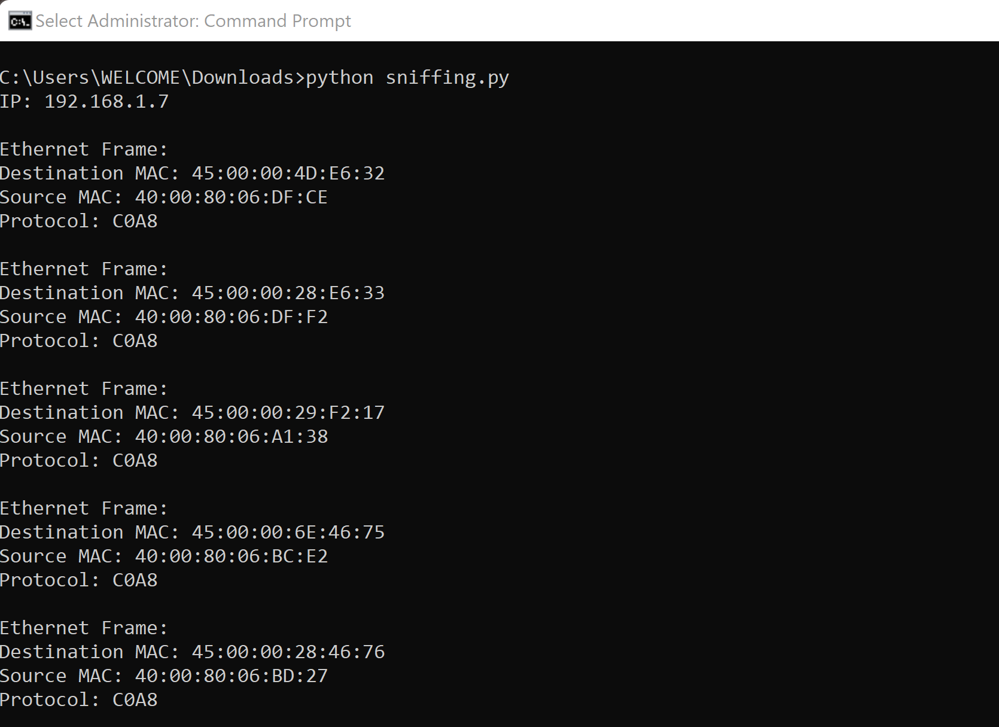 Select Administrator: Command Prompt
C:\Users\WELCOME\Downloads>python sniffing.py
IP: 192.168.1.7
Ethernet Frame:
Destination MAC: 45:00:00:4D:E6:32
Source MAC: 40:00:80:06:DF:CE
Protocol: C0A8
Ethernet Frame:
Destination MAC: 45:00:00:28:E6:33
Source MAC: 40:00:80:06:DF:F2
Protocol: C0A8
Ethernet Frame:
Destination MAC: 45:00:00:29:F2:17
Source MAC: 40:00:80:06:A1:38
Protocol: C0A8
Ethernet Frame:
Destination MAC: 45:00:00:6E:46:75
Source MAC: 40:00:80:06:BC:E2
Protocol: C0A8
Ethernet Frame:
Destination MAC: 45:00:00:28:46:76
Source MAC: 40:00:80:06:BD:27
Protocol: C0A8